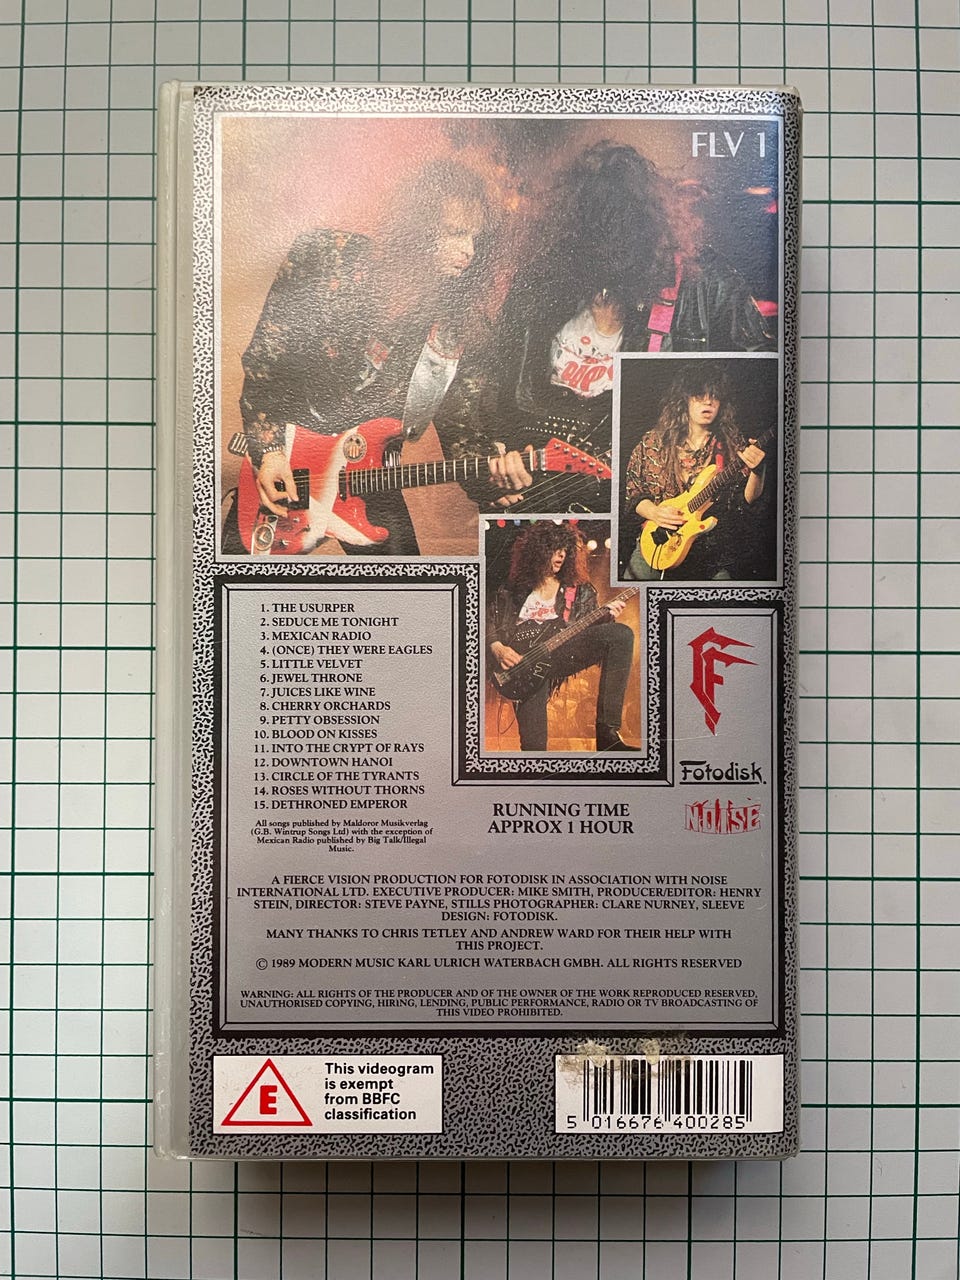 FLV 1
1. THE USURPER
2. SEDUCE ME TONIGHT
3. MEXICAN RADIO
4. (ONCE) THEY WERE EAGLES
5. LITTLE VELVET
6. JEWEL THRONE
7. JUICES LIKE WINE
8. CHERRY ORCHARDS
9. PETTY OBSESSION
10. BLOOD ON KISSES
11. INTO THE CRYPT OF RAYS
12. DOWNTOWN HANOI
13. CIRCLE OF THE TYRANTS
14. ROSES WITHOUT THORNS
15. DETHRONED EMPEROR
All songs published by Maldoror Musikverlag
(G.B. Wintrup Songs Ltd) with the exception of
Mexican Radio published by Big Talk/Illegal
Music.
RUNNING TIME
APPROX 1 HOUR
F
Fotodisk.
NOISE
A FIERCE VISION PRODUCTION FOR FOTODISK IN ASSOCIATION WITH NOISE
INTERNATIONAL LTD. EXECUTIVE PRODUCER: MIKE SMITH, PRODUCER/EDITOR: HENRY
STEIN, DIRECTOR: STEVE PAYNE, STILLS PHOTOGRAPHER: CLARE NURNEY, SLEEVE
DESIGN: FOTODISK.
MANY THANKS TO CHRIS TETLEY AND ANDREW WARD FOR THEIR HELP WITH
THIS PROJECT.
© 1989 MODERN MUSIC KARL ULRICH WATERBACH GMBH. ALL RIGHTS RESERVED
WARNING: ALL RIGHTS OF THE PRODUCER AND OF THE OWNER OF THE WORK REPRODUCED RESERVED,
UNAUTHORISED COPYING, HIRING, LENDING, PUBLIC PERFORMANCE, RADIO OR TV BROADCASTING OF
THIS VIDEO PROHIBITED.
E
This videogram
is exempt
from BBFC
classification
5 016676 400285